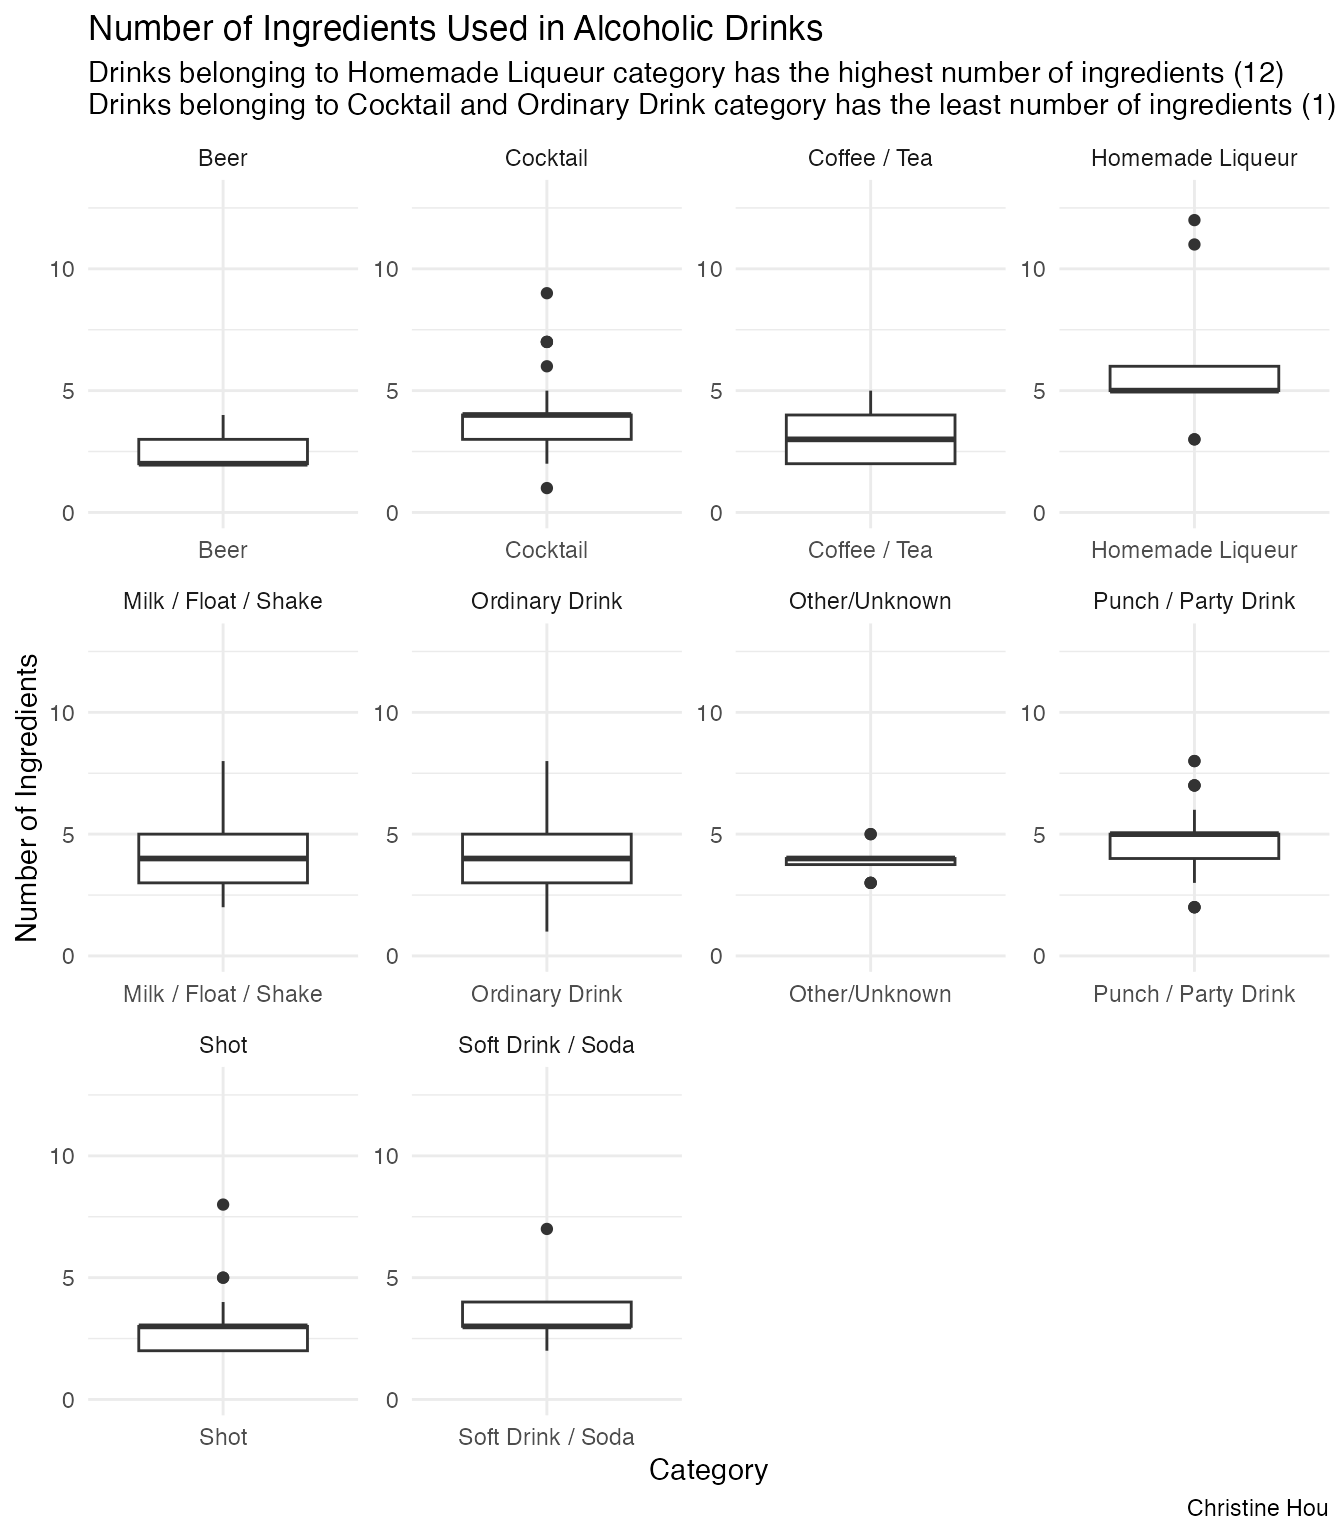 Number of Ingredients Used in Alcoholic Drinks
Drinks belonging to Homemade Liqueur category has the highest number of ingredients (12)
Drinks belonging to Cocktail and Ordinary Drink category has the least number of ingredients (1)
Beer Cocktail Coffee / Tea Homemade Liqueur
10 10 10 10
5 5 5 5
0 0 0 0
Beer Cocktail Coffee / Tea Homemade Liqueur
Milk / Float / Shake Ordinary Drink Other/Unknown Punch / Party Drink
Number of Ingredients
10 10 10 10
5 5 5 5
0 0 0 0
Milk / Float / Shake Ordinary Drink Other/Unknown Punch / Party Drink
Shot Soft Drink / Soda
10 10
5 5
0 0
Shot Soft Drink / Soda
Category
Christine Hou